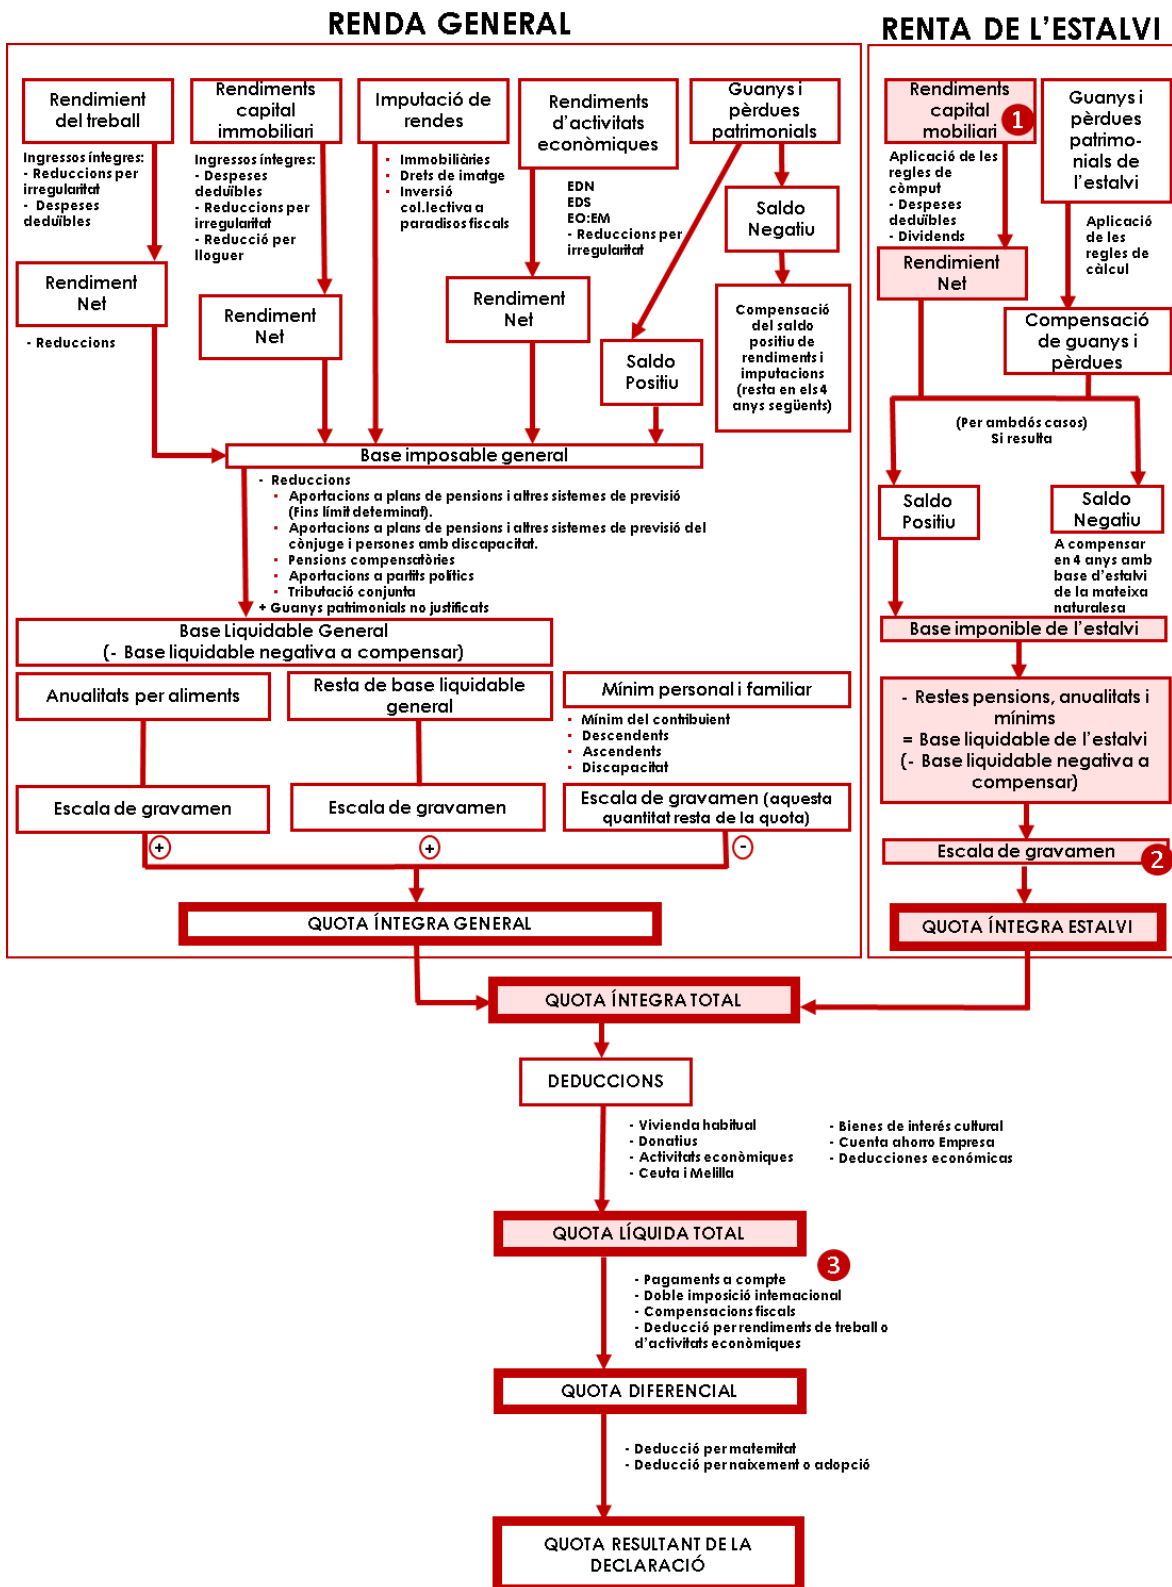 RENDA GENERAL
RENTA DE L'ESTALVI
Rendimient
del treball
Ingressos íntegres:
- Reduccions per
irregularitat
- Despeses
deduïbles
Rendiment
Net
- Reduccions
Rendiments
capital
immobiliari
Ingressos íntegres:
- Despeses
deduïbles
- Reduccions per
irregularitat
- Reducció per
lloguer
Rendiment
Net
Imputació de
rendes
Immobiliàries
Drets de imatge
Inversió
col.lectiva a
paradisos fiscals
Rendiments
d'activitats
econòmiques
EDN
EDS
EO:EM
- Reduccions per
irregularitat
Rendiment
Net
Guanys i
pèrdues
patrimonials
Saldo
Negatiu
Compensació
del saldo
positiu de
rendiments i
imputacions
(resta en els 4
anys següents)
Saldo
Positiu
Base imposable general
- Reduccions
Aportacions a plans de pensions i altres sistemes de previsió
(Fins límit determinat).
Aportacions a plans de pensions i altres sistemes de previsió del
cònjuge i persones amb discapacitat.
Pensions compensatòries
Aportacions a partits polítics
Tributació conjunta
+ Guanys patrimonials no justificats
Base Liquidable General
(- Base liquidable negativa a compensar)
Anualitats per aliments
Resta de base liquidable
general
Mínim personal i familiar
Mínim del contribuient
Descendents
Ascendents
Discapacitat
Escala de gravamen
Escala de gravamen
Escala de gravamen (aquesta
quantitat resta de la quota)
+
+
-
QUOTA ÍNTEGRA GENERAL
Rendiments
capital
mobiliari
1
Aplicació de les
regles de
còmput
- Despeses
deduïbles
- Dividends
Rendimient
Net
Guanys i
pèrdues
patrimo-
nials de
l'estalvi
Aplicació
de les
regles de
càlcul
Compensació
de guanys i
pèrdues
(Per ambdós casos)
Si resulta
Saldo
Positiu
Saldo
Negatiu
A compensar
en 4 anys amb
base d'estalvi
de la mateixa
naturalesa
Base imponible de l'estalvi
- Restes pensions, anualitats i
mínims
= Base liquidable de l'estalvi
(- Base liquidable negativa a
compensar)
Escala de gravamen
2
QUOTA ÍNTEGRA ESTALVI
QUOTA ÍNTEGRA TOTAL
DEDUCCIONS
- Vivienda habitual
- Donatius
- Activitats econòmiques
- Ceuta i Melilla
- Bienes de interés cultural
- Cuenta ahorro Empresa
- Deducciones económicas
QUOTA LÍQUIDA TOTAL
3
- Pagaments a compte
- Doble imposició internacional
- Compensacions fiscals
- Deducció per rendiments de treball o
d'activitats econòmiques
QUOTA DIFERENCIAL
- Deducció per maternitat
- Deducció per naixement o adopció
QUOTA RESULTANT DE LA
DECLARACIÓ